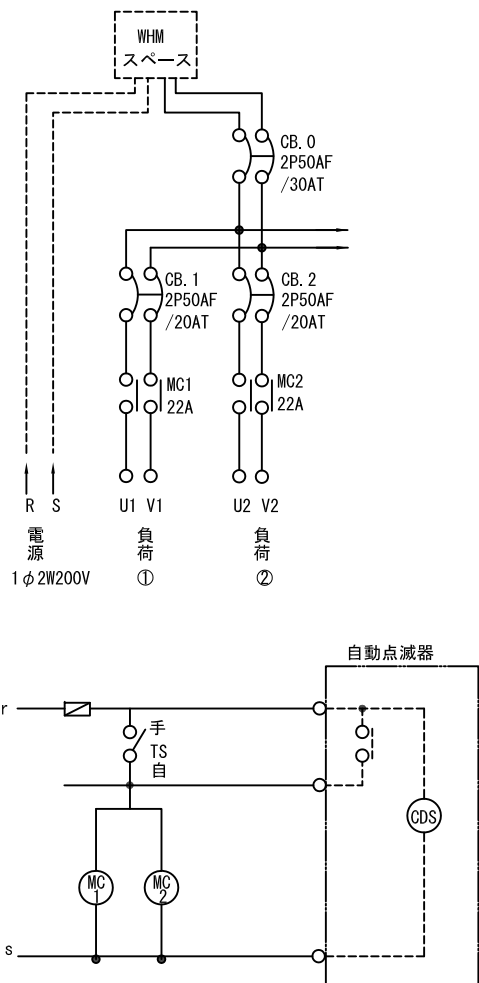 WHM
スペース
CB.0
2P50AF
/30AT
CB.1
2P50AF
/20AT
CB.2
2P50AF
/20AT
MC1
22A
MC2
22A
R S
U1 V1
U2 V2
電源
1φ2W200V
負荷
①
負荷
②
自動点滅器
r
手
TS
自
CDS
MC
1
MC
2
s